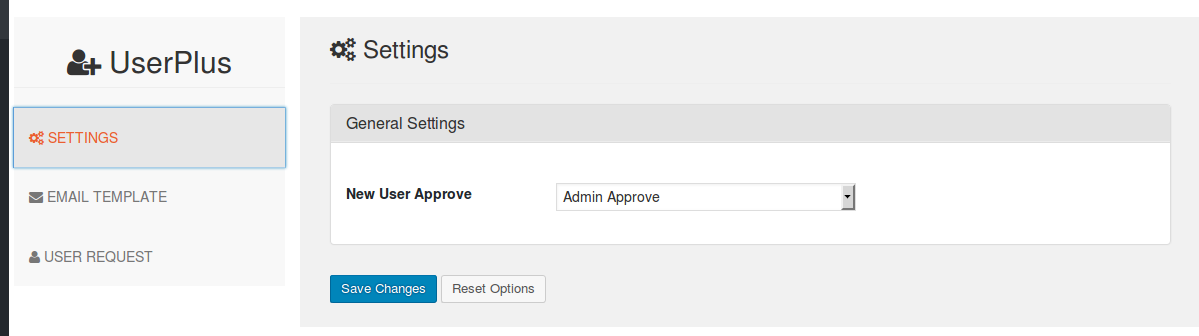 UserPlus
SETTINGS
EMAIL TEMPLATE
USER REQUEST
Settings
General Settings
New User Approve
Admin Approve
Save Changes
Reset Options